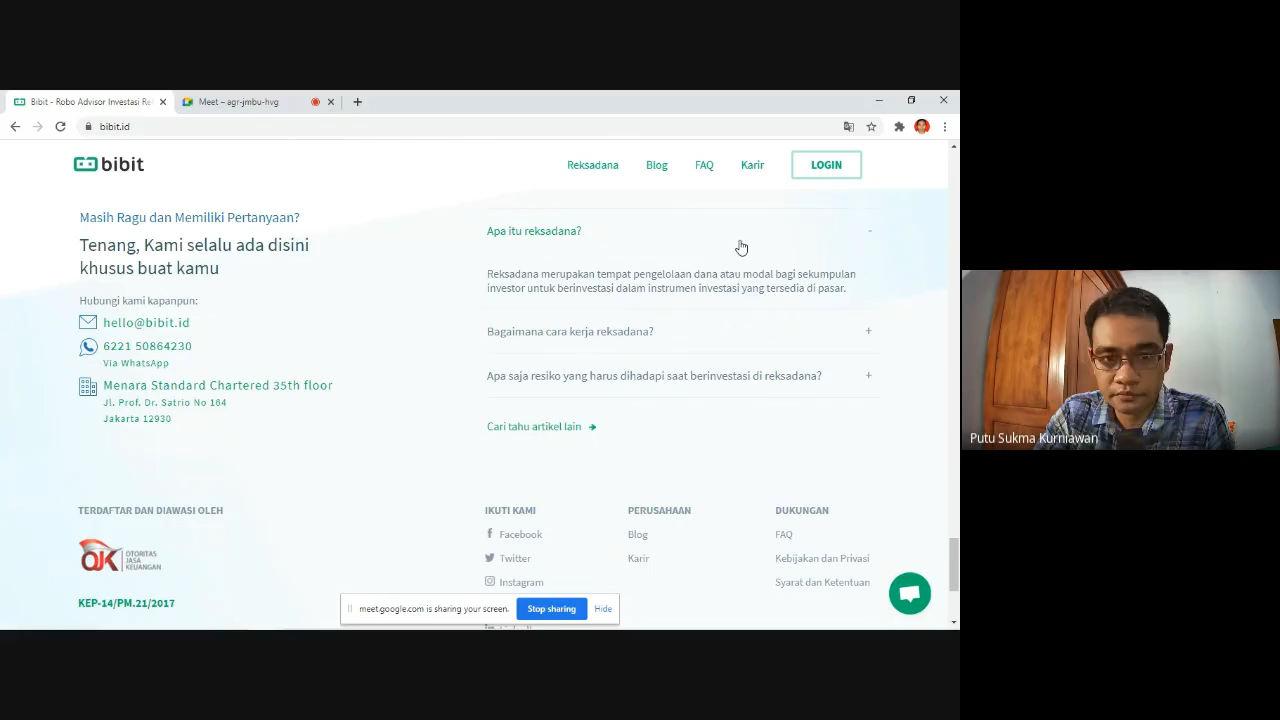 Bibit - Robo Advisor Investasi Re
Meet – agr-jmbu-hvg
bibit.id
bibit
Reksadana
Blog
FAQ
Karir
LOGIN
Masih Ragu dan Memiliki Pertanyaan?
Tenang, Kami selalu ada disini
khusus buat kamu
Hubungi kami kapanpun:
hello@bibit.id
6221 50864230
Via WhatsApp
Menara Standard Chartered 35th floor
Jl. Prof. Dr. Satrio No 164
Jakarta 12930
Apa itu reksadana?
Reksadana merupakan tempat pengelolaan dana atau modal bagi sekumpulan
investor untuk berinvestasi dalam instrumen investasi yang tersedia di pasar.
Bagaimana cara kerja reksadana?
Apa saja resiko yang harus dihadapi saat berinvestasi di reksadana?
Cari tahu artikel lain
TERDAFTAR DAN DIAWASI OLEH
OJK OTORITAS
JASA
KEUANGAN
KEP-14/PM.21/2017
IKUTI KAMI
Facebook
Twitter
Instagram
PERUSAHAAN
Blog
Karir
DUKUNGAN
FAQ
Kebijakan dan Privasi
Syarat dan Ketentuan
meet.google.com is sharing your screen.
Stop sharing
Hide
Putu Sukma Kurniawan